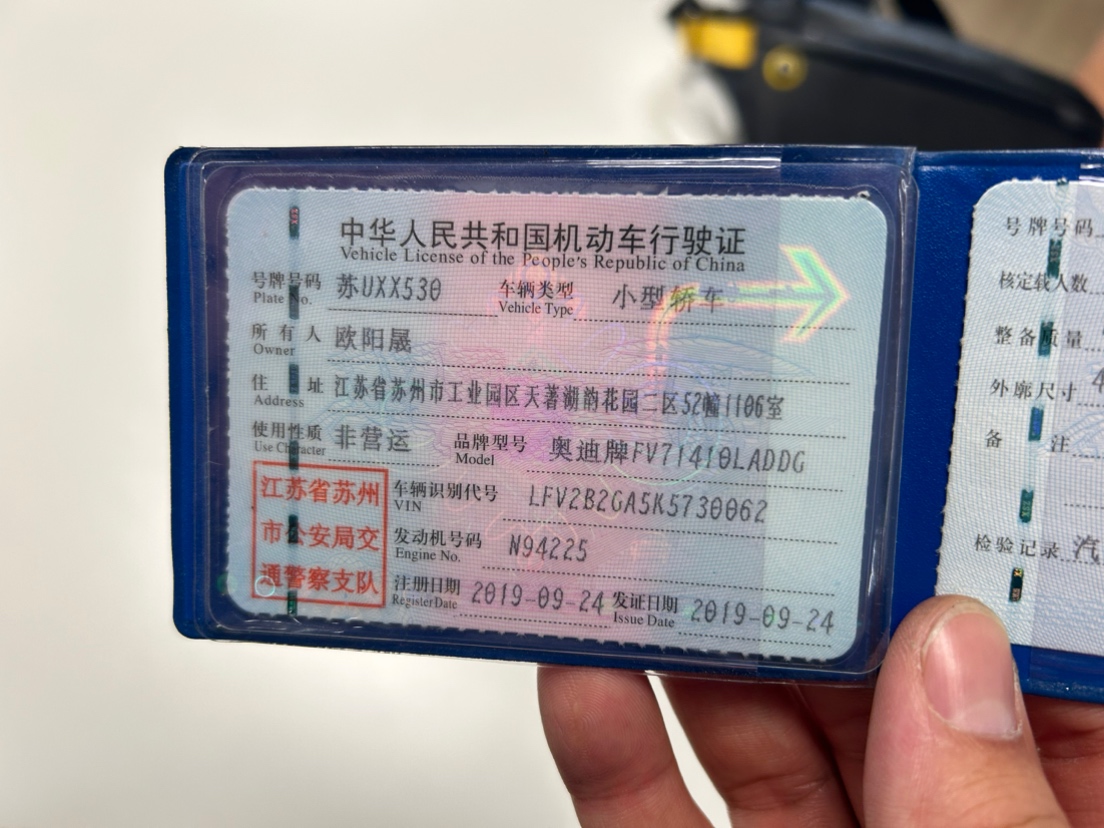 中华人民共和国机动车行驶证
Vehicle License of the People's Republic of China
号牌号码 Plate No. 苏UXX530 车辆类型 Vehicle Type 小型轿车
所有人 Owner 欧阳晟
住址 Address 江苏省苏州市工业园区天著湖韵花园二区52幢1106室
使用性质 Use Character 非营运 品牌型号 Model 奥迪牌FV7141OLADDG
车辆识别代号 VIN LFV2B2GA5K5730062
发动机号码 Engine No. N94225
注册日期 Register Date 2019-09-24 发证日期 Issue Date 2019-09-24
江苏省苏州
市公安局交
通警察支队
号牌号码
核定载人数
整备质量
外廓尺寸 4
备注
检验记录 汽